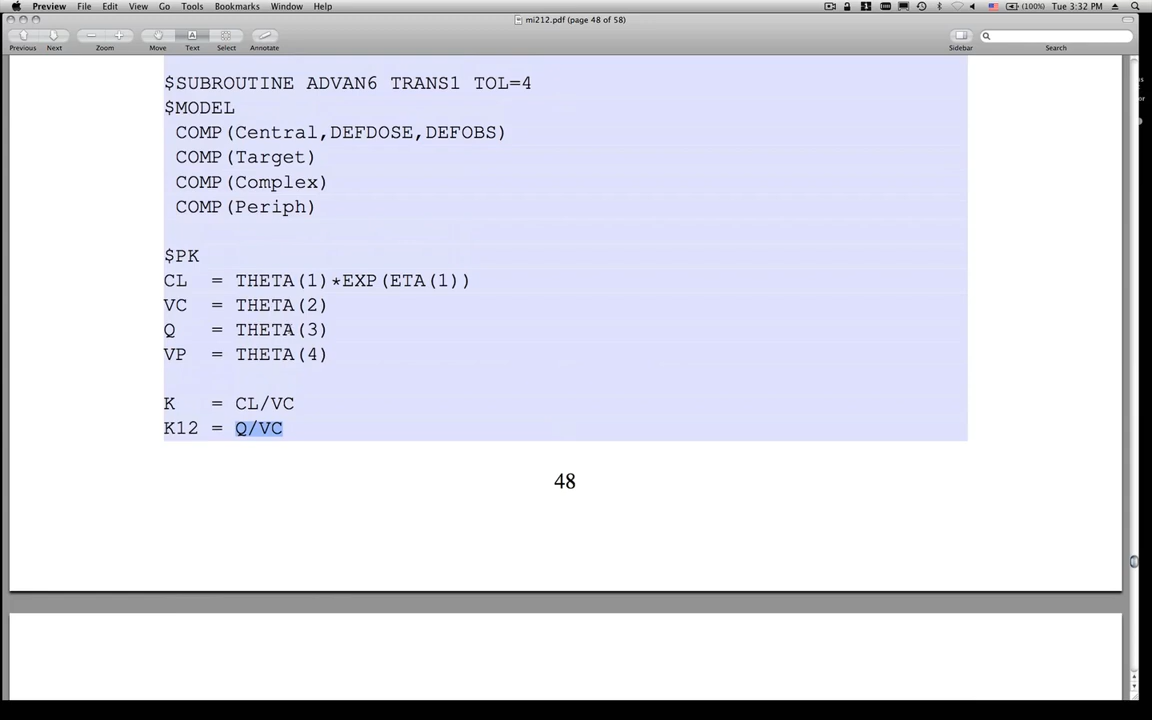 Preview File Edit View Go Tools Bookmarks Window Help (100%) Tue 3:32 PM
mi212.pdf (page 48 of 58)
Previous Next Zoom Move Text Select Annotate Sidebar Search
$SUBROUTINE ADVAN6 TRANS1 TOL=4
$MODEL
COMP(Central,DEFDOSE,DEFOBS)
COMP(Target)
COMP(Complex)
COMP(Periph)
$PK
CL = THETA(1)*EXP(ETA(1))
VC = THETA(2)
Q = THETA(3)
VP = THETA(4)
K = CL/VC
K12 = Q/VC
48